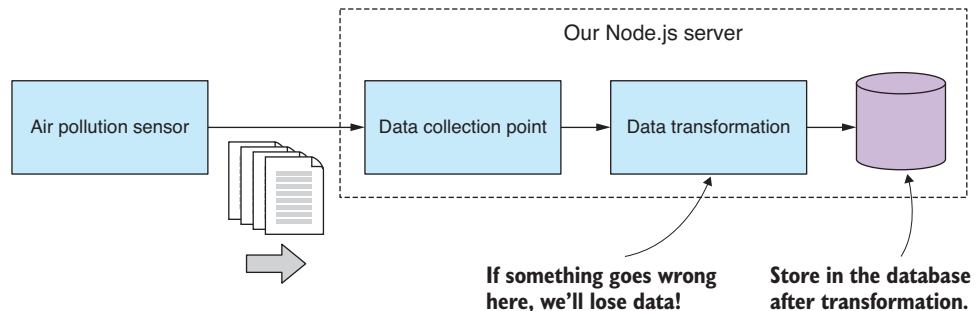 Our Node.js server
Air pollution sensor
Data collection point
Data transformation
If something goes wrong
here, we'll lose data!
Store in the database
after transformation.